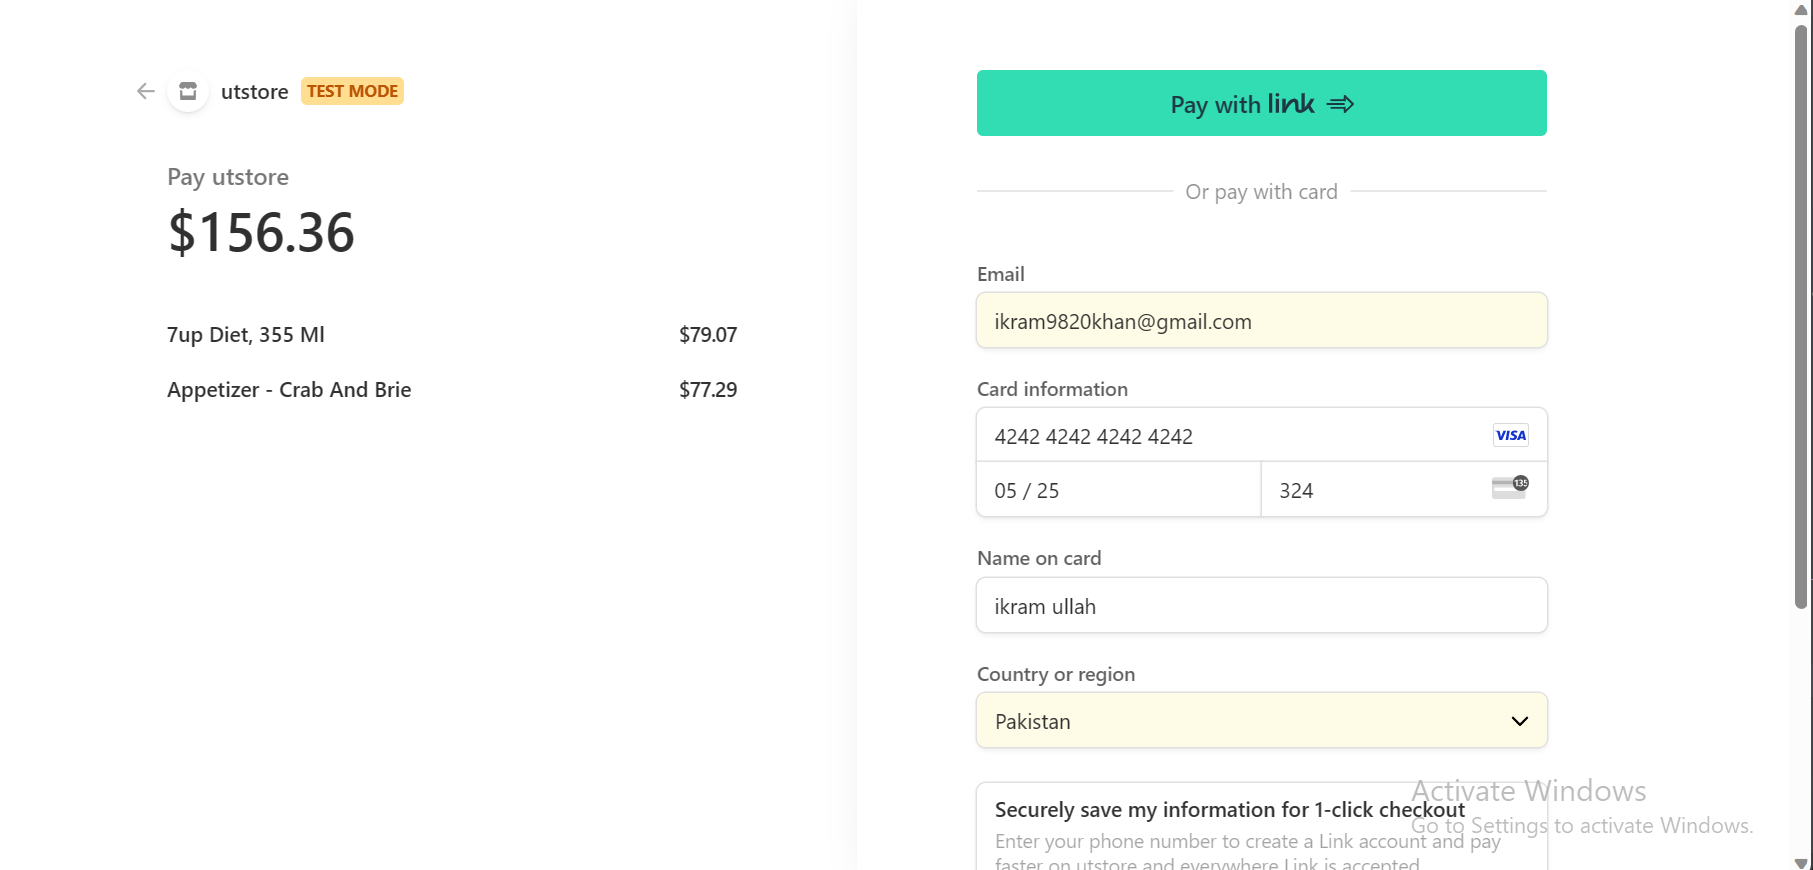 utstore TEST MODE
Pay utstore
$156.36
7up Diet, 355 Ml $79.07
Appetizer - Crab And Brie $77.29
Pay with link
Or pay with card
Email
ikram9820khan@gmail.com
Card information
4242 4242 4242 4242 VISA
05 / 25 324 135
Name on card
ikram ullah
Country or region
Pakistan
Securely save my information for 1-click checkout
Enter your phone number to create a Link account and pay
faster on utstore and everywhere Link is accepted.
Activate Windows
Go to Settings to activate Windows.